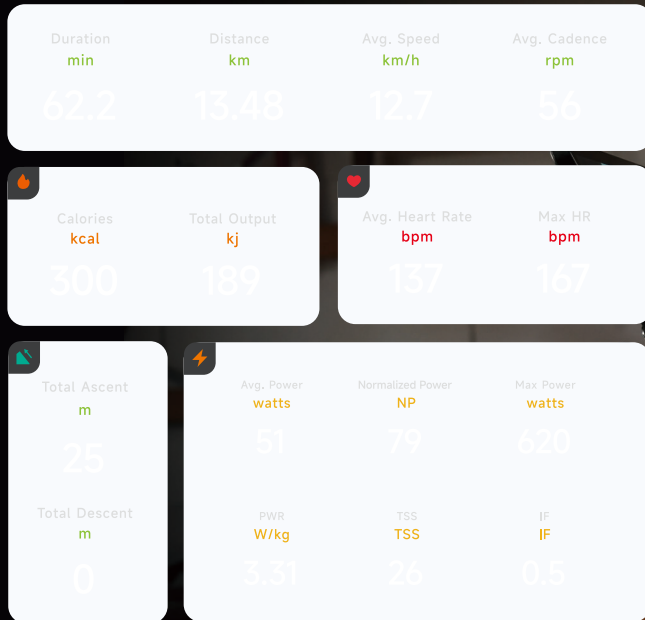 Duration Distance Avg. Speed Avg. Cadence
min km km/h rpm
62.2 13.48 12.7 56
Calories Total Output
kcal kj
300 189
Avg. Heart Rate Max HR
bpm bpm
137 167
Total Ascent
m
25
Total Descent
m
0
Avg. Power Normalized Power Max Power
watts NP watts
51 79 620
PWR TSS IF
W/kg TSS IF
3.31 26 0.5